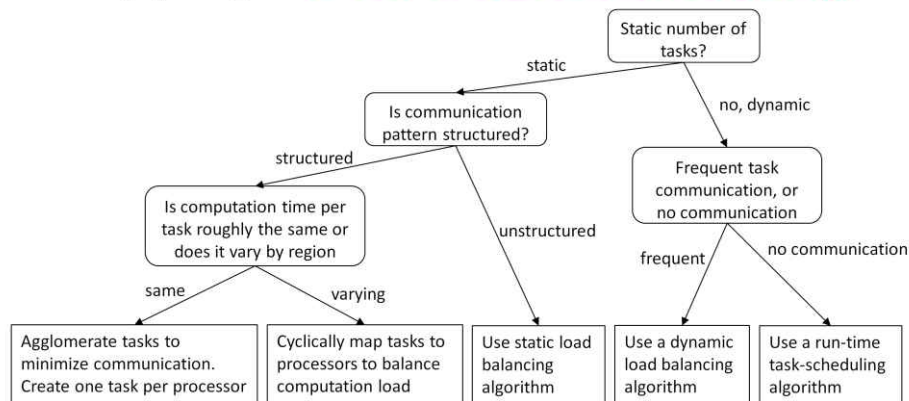 Static number of
tasks?
static
no, dynamic
Is communication
pattern structured?
structured
unstructured
Frequent task
communication, or
no communication
Is computation time per
task roughly the same or
does it vary by region
same
varying
frequent
no communication
Agglomerate tasks to
minimize communication.
Create one task per processor
Cyclically map tasks to
processors to balance
computation load
Use static load
balancing
algorithm
Use a dynamic
load balancing
algorithm
Use a run-time
task-scheduling
algorithm